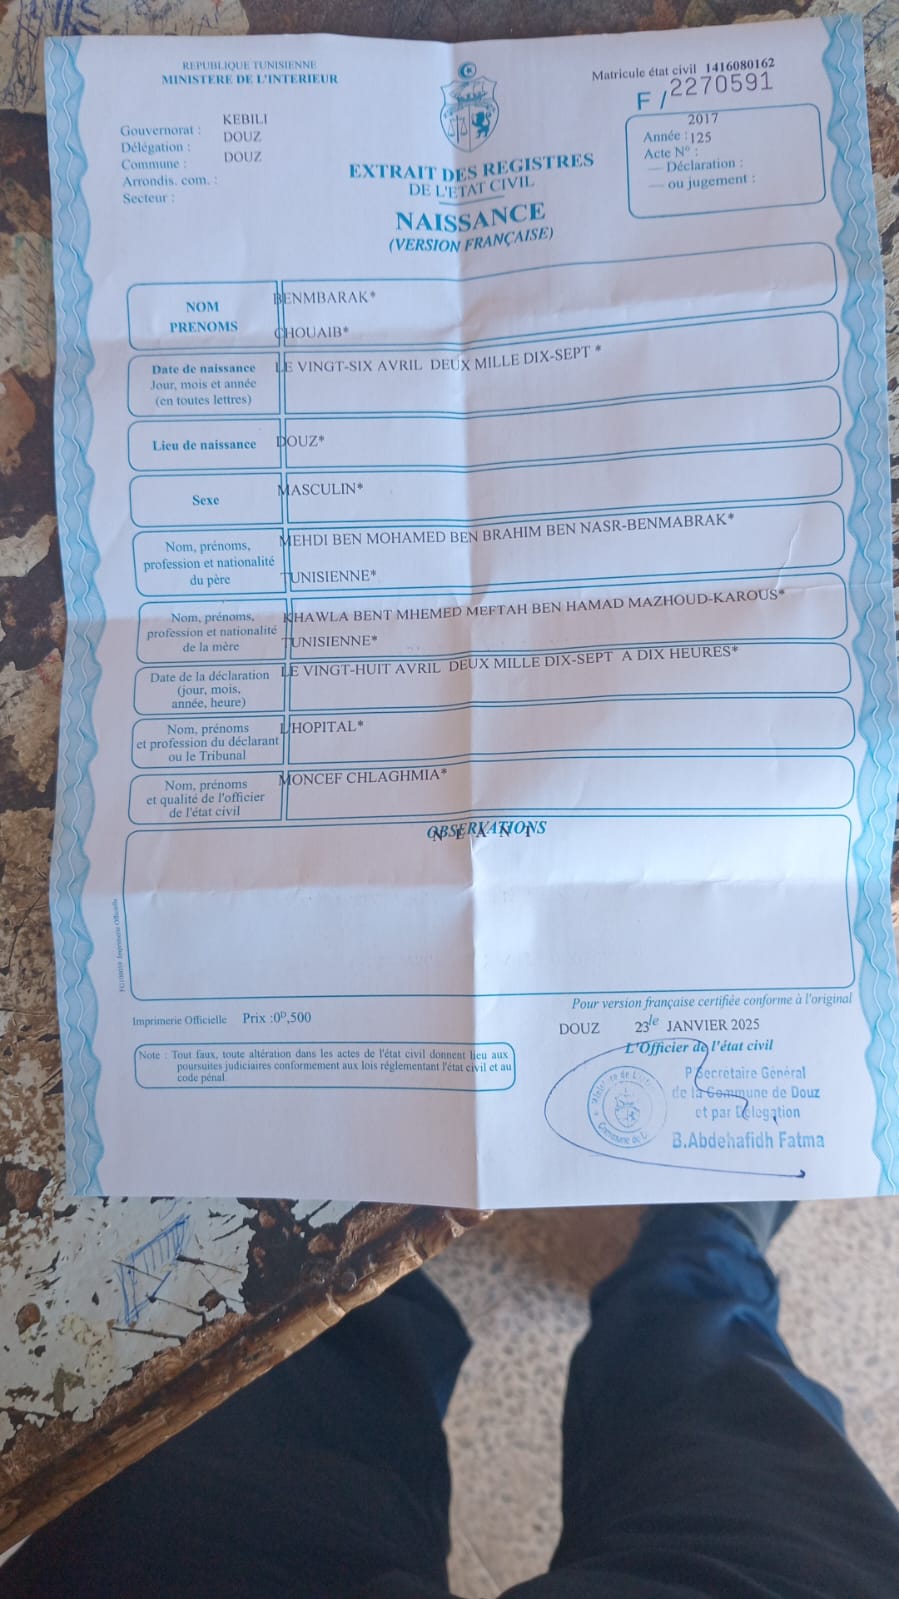 REPUBLIQUE TUNISIENNE
MINISTERE DE L'INTERIEUR
Matricule état civil 1416080162
F / 2270591
Gouvernorat : KEBILI
Délégation : DOUZ
Commune : DOUZ
Arrondis. com. :
Secteur :
2017
Année : 125
Acte N° :
— Déclaration :
— ou jugement :
EXTRAIT DES REGISTRES
DE L'ETAT CIVIL
NAISSANCE
(VERSION FRANÇAISE)
NOM
PRENOMS
BENMBARAK*
CHOUAIB*
Date de naissance
Jour, mois et année
(en toutes lettres)
LE VINGT-SIX AVRIL DEUX MILLE DIX-SEPT *
Lieu de naissance
DOUZ*
Sexe
MASCULIN*
Nom, prénoms,
profession et nationalité
du père
MEHDI BEN MOHAMED BEN BRAHIM BEN NASR-BENMABRAK*
TUNISIENNE*
Nom, prénoms,
profession et nationalité
de la mère
KHAWLA BENT MHEMED MEFTAH BEN HAMAD MAZHOUD-KAROUS*
TUNISIENNE*
Date de la déclaration
(jour, mois,
année, heure)
LE VINGT-HUIT AVRIL DEUX MILLE DIX-SEPT A DIX HEURES*
Nom, prénoms
et profession du déclarant
ou le Tribunal
L'HOPITAL*
Nom, prénoms
et qualité de l'officier
de l'état civil
MONCEF CHLAGHMIA*
OBSERVATIONS
N E A N T
Imprimerie Officielle Prix :0ᴰ,500
Note : Tout faux, toute altération dans les actes de l'état civil donnent lieu aux
poursuites judiciaires conformement aux lois réglementant l'état civil et au
code pénal.
Pour version française certifiée conforme à l'original
DOUZ 23 le JANVIER 2025
L'Officier de l'état civil
P/Secretaire Général
de la Commune de Douz
et par Délégation
B.Abdehafidh Fatma